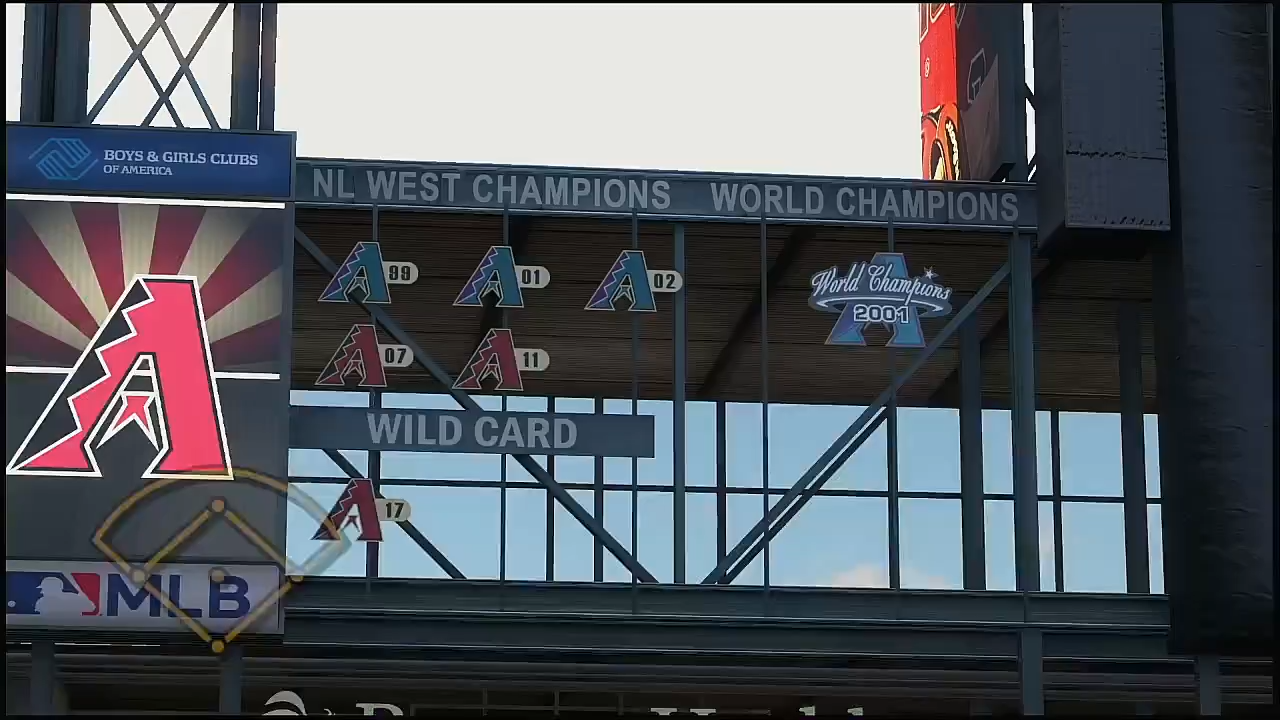 BOYS & GIRLS CLUBS
OF AMERICA
NL WEST CHAMPIONS
WORLD CHAMPIONS
99
01
02
World Champions
2001
07
11
WILD CARD
17
MLB